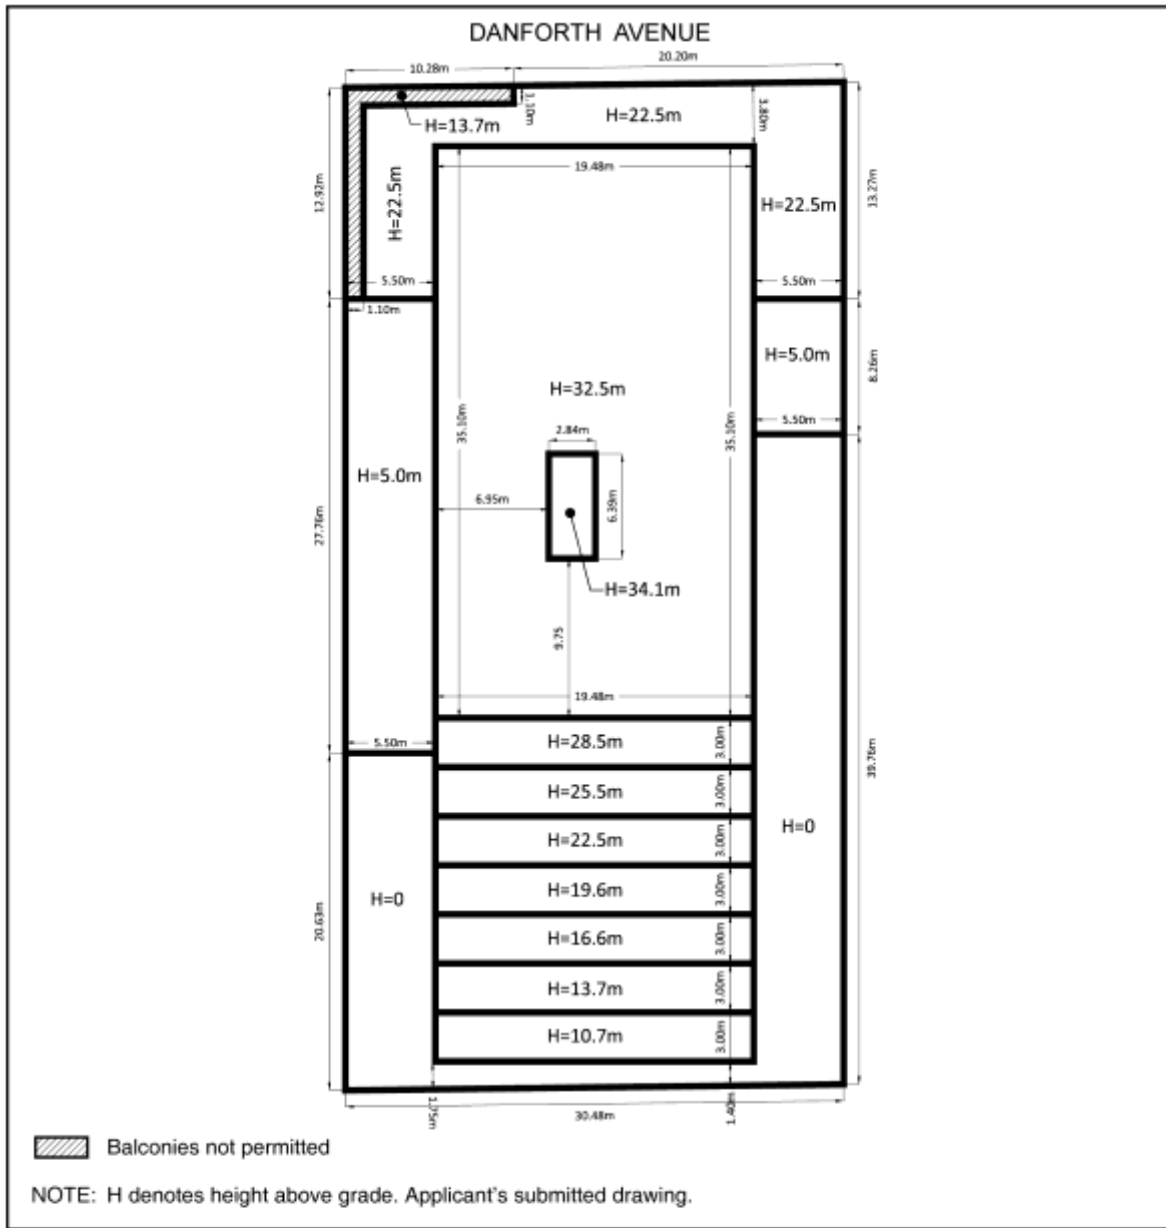 DANFORTH AVENUE
10.28m
20.20m
1.10m
3.80m
H=13.7m
H=22.5m
12.92m
H=22.5m
19.48m
H=22.5m
13.27m
5.50m
5.50m
1.10m
H=5.0m
8.26m
5.50m
H=32.5m
35.10m
35.10m
2.84m
6.95m
6.39m
H=5.0m
27.76m
H=34.1m
9.75
19.48m
5.50m
H=28.5m
3.00m
H=25.5m
3.00m
H=22.5m
3.00m
H=19.6m
3.00m
H=16.6m
3.00m
H=13.7m
3.00m
H=10.7m
3.00m
H=0
39.76m
H=0
20.63m
1.75m
30.48m
1.40m
Balconies not permitted
NOTE: H denotes height above grade. Applicant's submitted drawing.